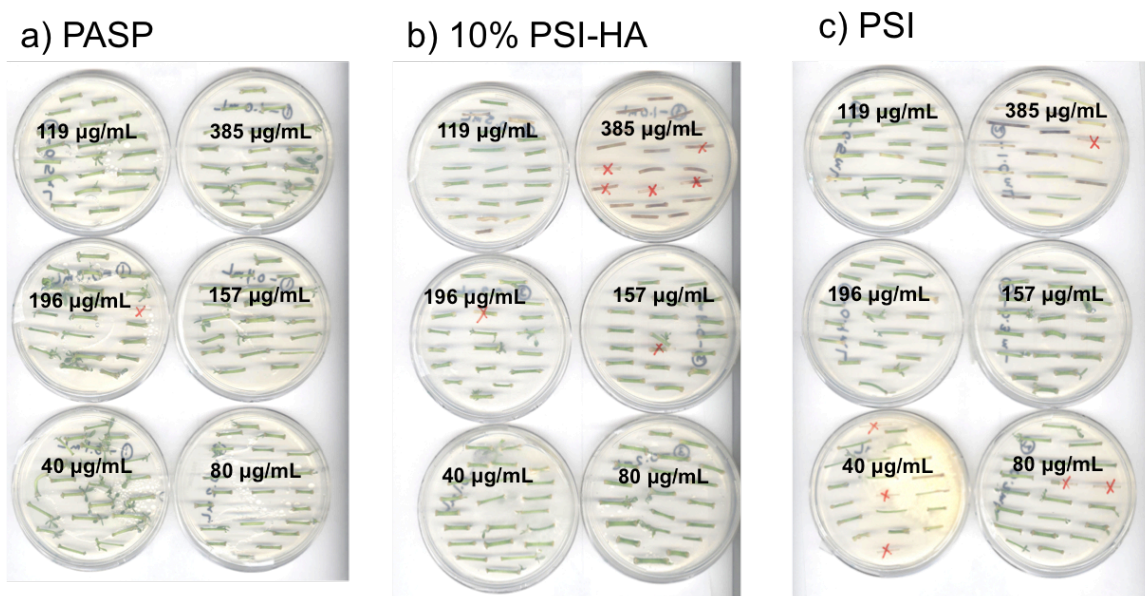 a) PASP
b) 10% PSI-HA
c) PSI
119 µg/mL
385 µg/mL
196 µg/mL
157 µg/mL
40 µg/mL
80 µg/mL
119 µg/mL
385 µg/mL
196 µg/mL
157 µg/mL
40 µg/mL
80 µg/mL
119 µg/mL
385 µg/mL
196 µg/mL
157 µg/mL
40 µg/mL
80 µg/mL